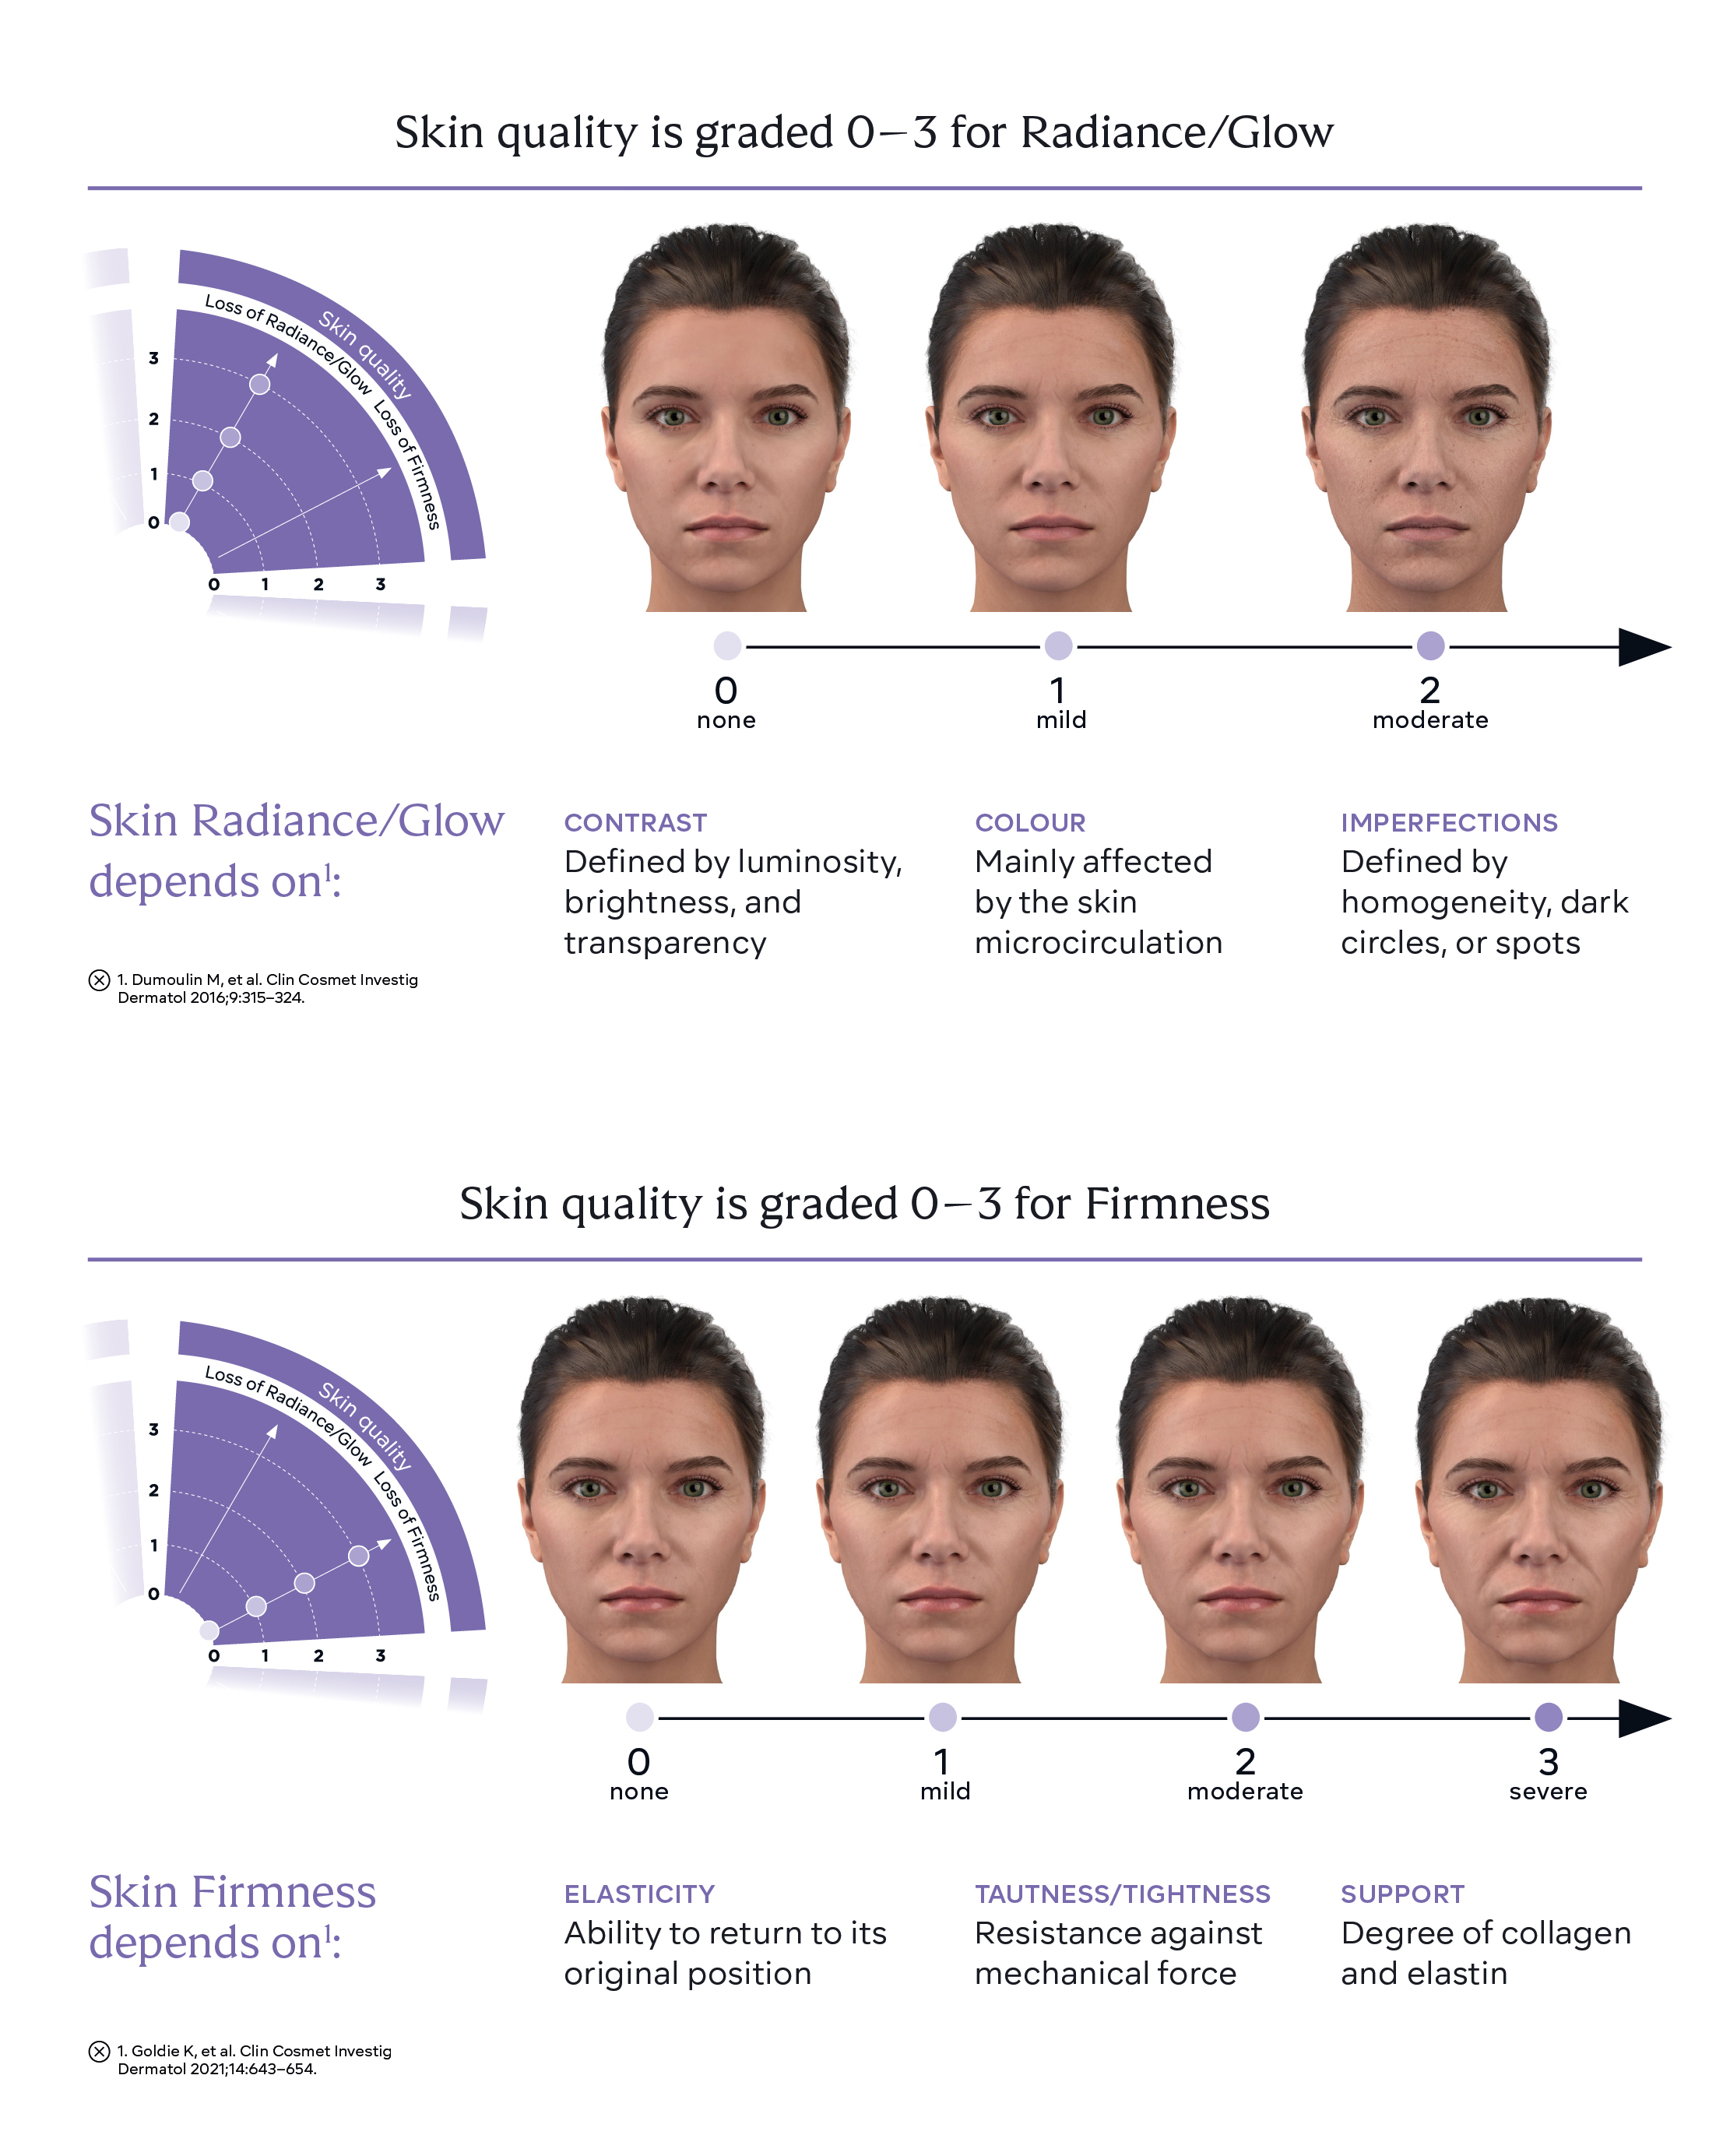 Skin quality is graded 0–3 for Radiance/Glow
Skin quality
Loss of Radiance/Glow
Loss of Firmness
3
2
1
0
0 1 2 3
0 1 2
none mild moderate
Skin Radiance/Glow
depends on¹:
CONTRAST
Defined by luminosity,
brightness, and
transparency
COLOUR
Mainly affected
by the skin
microcirculation
IMPERFECTIONS
Defined by
homogeneity, dark
circles, or spots
1. Dumoulin M, et al. Clin Cosmet Investig
Dermatol 2016;9:315–324.
Skin quality is graded 0–3 for Firmness
Skin quality
Loss of Radiance/Glow
Loss of Firmness
3
2
1
0
0 1 2 3
0 1 2 3
none mild moderate severe
Skin Firmness
depends on¹:
ELASTICITY
Ability to return to its
original position
TAUTNESS/TIGHTNESS
Resistance against
mechanical force
SUPPORT
Degree of collagen
and elastin
1. Goldie K, et al. Clin Cosmet Investig
Dermatol 2021;14:643–654.